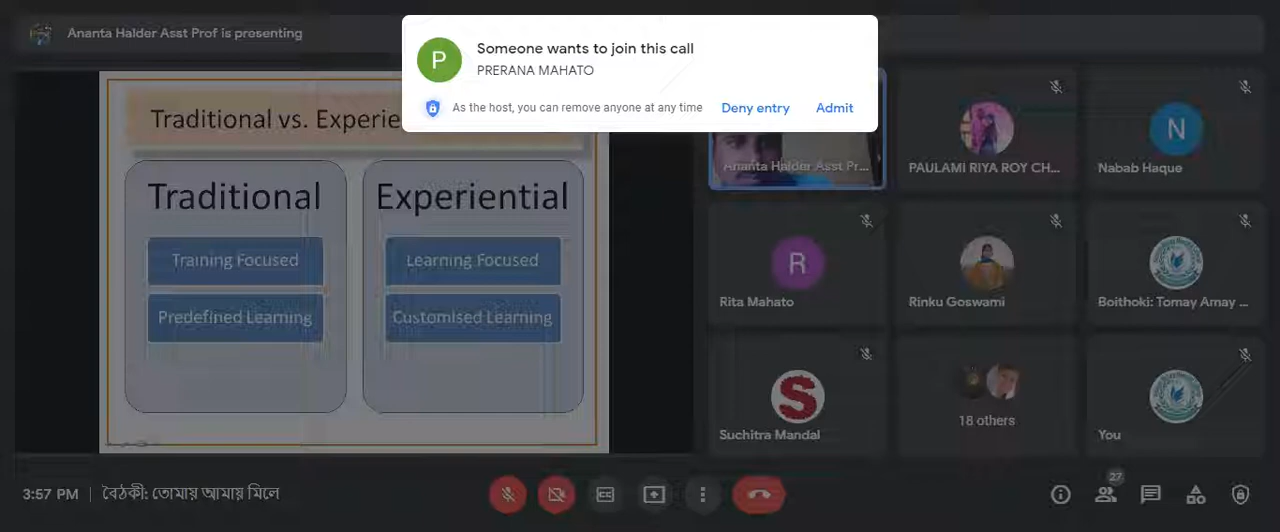 Ananta Halder Asst Prof is presenting
Someone wants to join this call
P
PRERANA MAHATO
As the host, you can remove anyone at any time
Deny entry
Admit
Traditional vs. Experie
Traditional
Training Focused
Predefined Learning
Experiential
Learning Focused
Customised Learning
Ananta Halder Asst Pr...
PAULAMI RIYA ROY CH...
N
Nabab Haque
R
Rita Mahato
Rinku Goswami
Boithoki: Tomay Amay ...
S
Suchitra Mandal
18 others
You
3:57 PM | বৈঠকী: তোমায় আমায় মিলে
CC
27